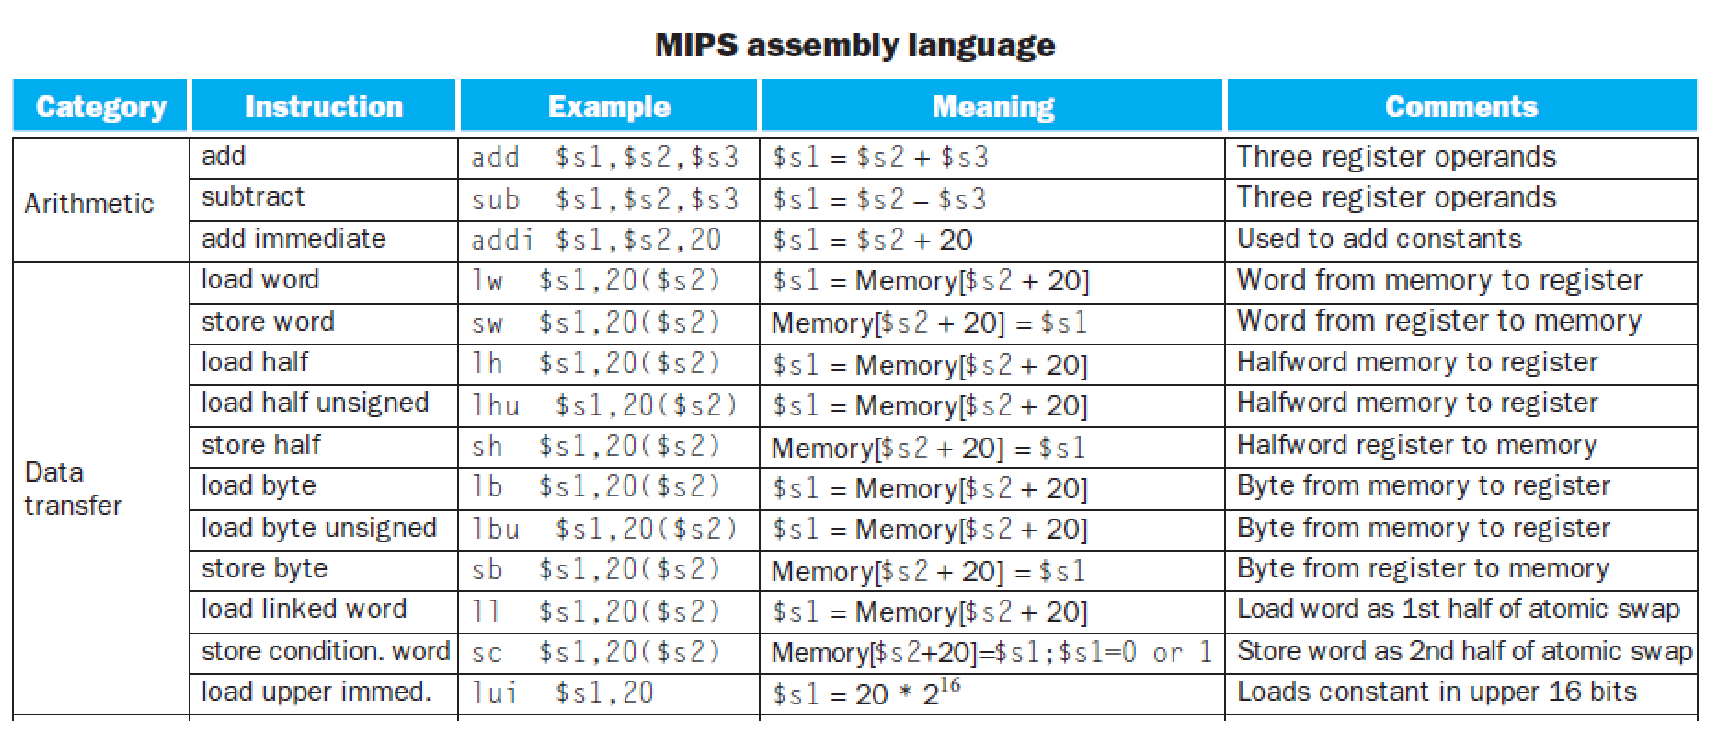 MIPS assembly language
Category Instruction Example Meaning Comments
Arithmetic
add add $s1,$s2,$s3 $s1 = $s2 + $s3 Three register operands
subtract sub $s1,$s2,$s3 $s1 = $s2 – $s3 Three register operands
add immediate addi $s1,$s2,20 $s1 = $s2 + 20 Used to add constants
Data
transfer
load word lw $s1,20($s2) $s1 = Memory[$s2 + 20] Word from memory to register
store word sw $s1,20($s2) Memory[$s2 + 20] = $s1 Word from register to memory
load half lh $s1,20($s2) $s1 = Memory[$s2 + 20] Halfword memory to register
load half unsigned lhu $s1,20($s2) $s1 = Memory[$s2 + 20] Halfword memory to register
store half sh $s1,20($s2) Memory[$s2 + 20] = $s1 Halfword register to memory
load byte lb $s1,20($s2) $s1 = Memory[$s2 + 20] Byte from memory to register
load byte unsigned lbu $s1,20($s2) $s1 = Memory[$s2 + 20] Byte from memory to register
store byte sb $s1,20($s2) Memory[$s2 + 20] = $s1 Byte from register to memory
load linked word ll $s1,20($s2) $s1 = Memory[$s2 + 20] Load word as 1st half of atomic swap
store condition. word sc $s1,20($s2) Memory[$s2+20]=$s1;$s1=0 or 1 Store word as 2nd half of atomic swap
load upper immed. lui $s1,20 $s1 = 20 * 2¹⁶ Loads constant in upper 16 bits